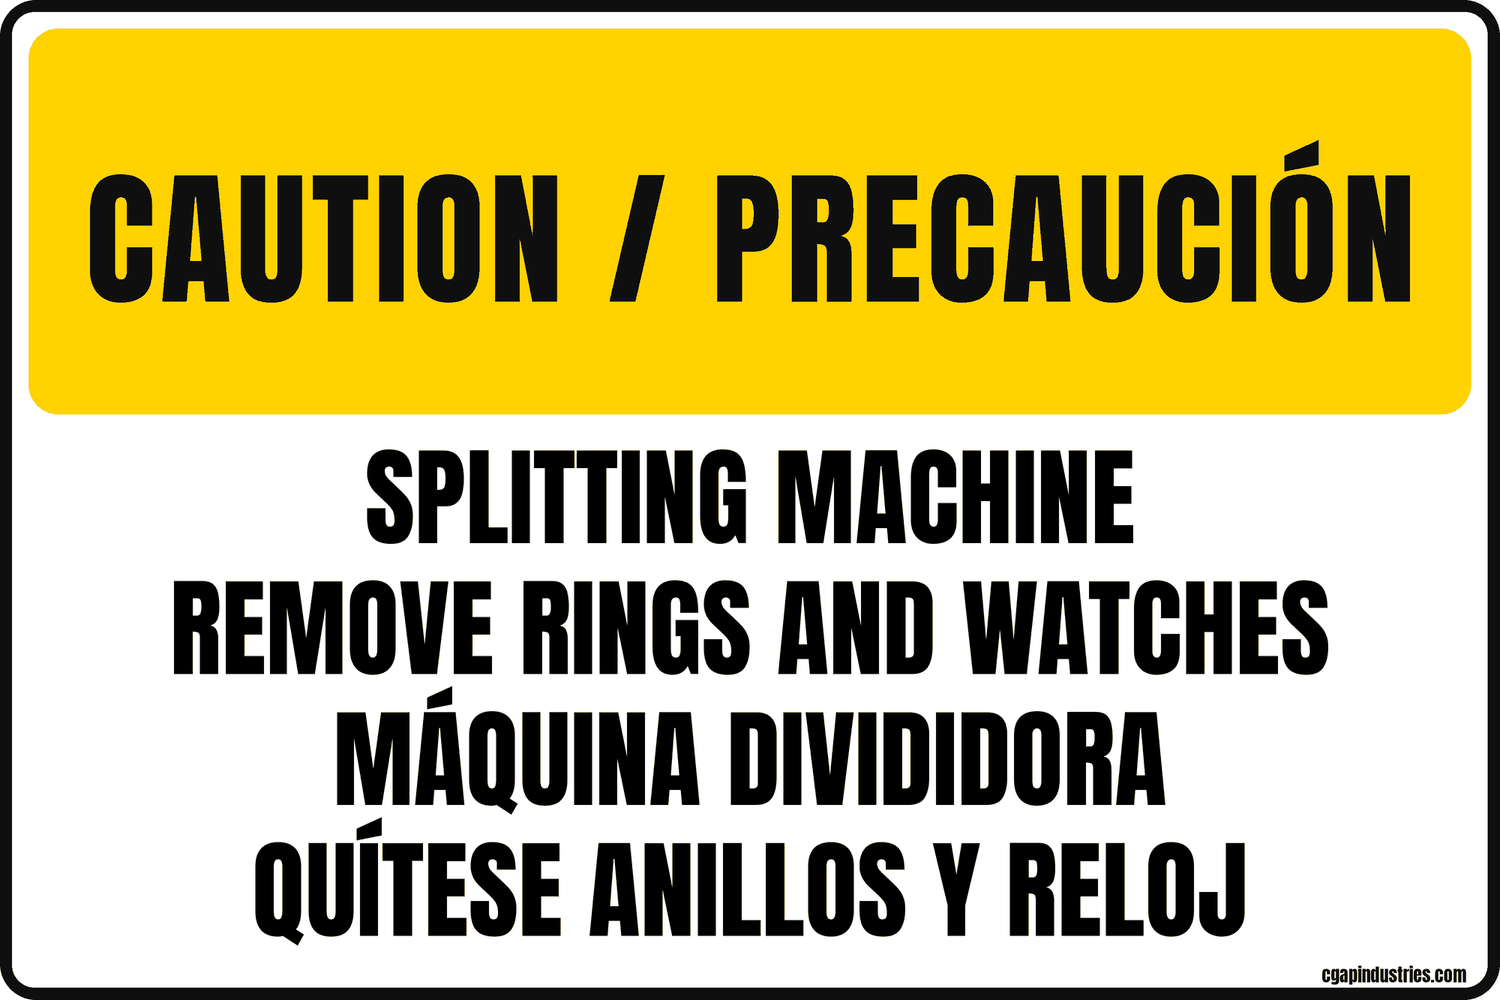 CAUTION / PRECAUCIÓN
SPLITTING MACHINE
REMOVE RINGS AND WATCHES
MÁQUINA DIVIDIDORA
QUÍTESE ANILLOS Y RELOJ
cgapindustries.com